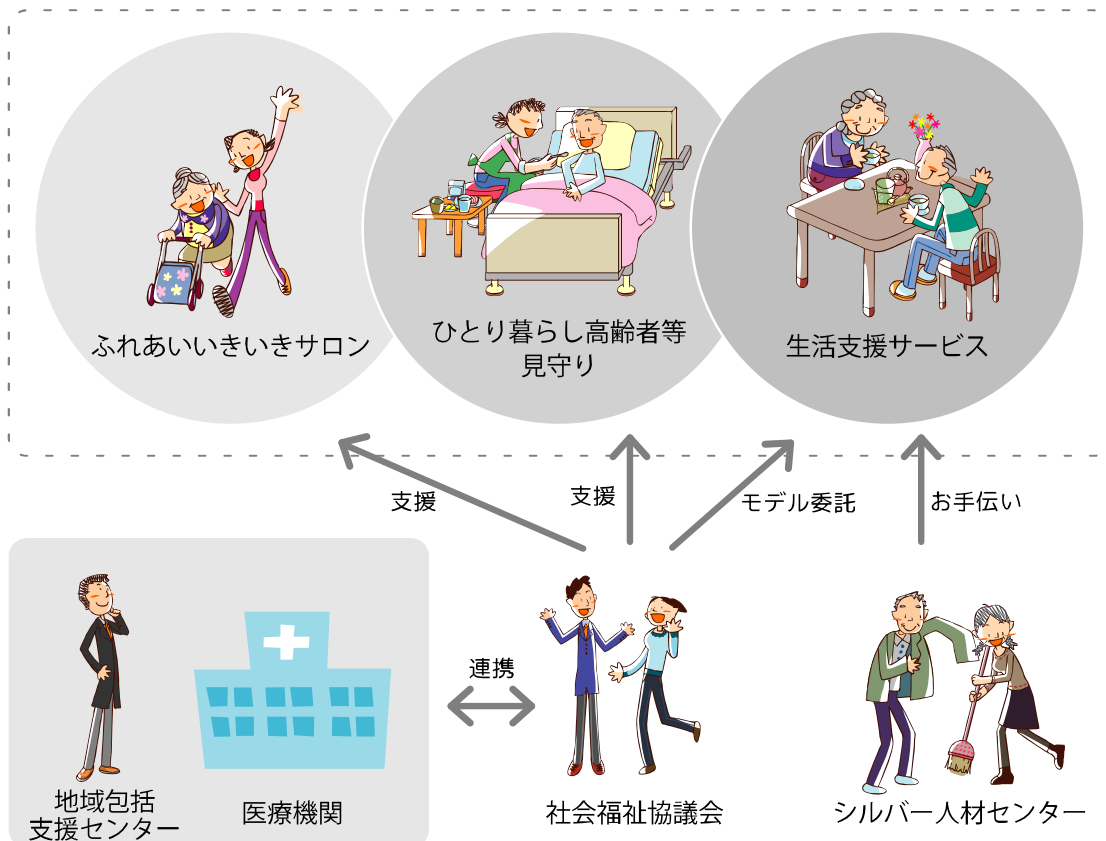 ふれあいいきいきサロン
ひとり暮らし高齢者等
見守り
生活支援サービス
支援
支援
モデル委託
お手伝い
連携
地域包括
支援センター
医療機関
社会福祉協議会
シルバー人材センター